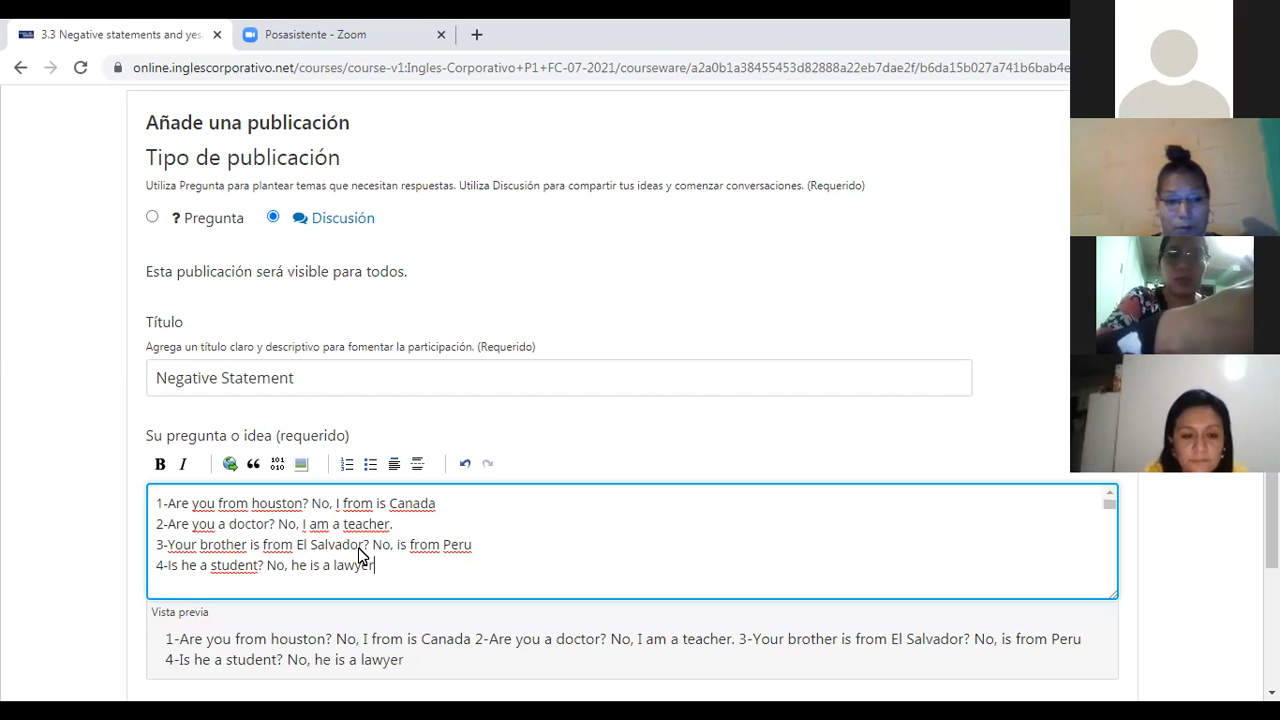 3.3 Negative statements and yes
Posasistente - Zoom
online.inglescorporativo.net/courses/course-v1:Ingles-Corporativo+P1+FC-07-2021/courseware/a2a0b1a38455453d82888a22eb7dae2f/b6da15b027a741b6bab4e
Añade una publicación
Tipo de publicación
Utiliza Pregunta para plantear temas que necesitan respuestas. Utiliza Discusión para compartir tus ideas y comenzar conversaciones. (Requerido)
? Pregunta Discusión
Esta publicación será visible para todos.
Título
Agrega un título claro y descriptivo para fomentar la participación. (Requerido)
Negative Statement
Su pregunta o idea (requerido)
B I 101 010
1-Are you from houston? No, I from is Canada
2-Are you a doctor? No, I am a teacher.
3-Your brother is from El Salvador? No, is from Peru
4-Is he a student? No, he is a lawyer
Vista previa
1-Are you from houston? No, I from is Canada 2-Are you a doctor? No, I am a teacher. 3-Your brother is from El Salvador? No, is from Peru
4-Is he a student? No, he is a lawyer